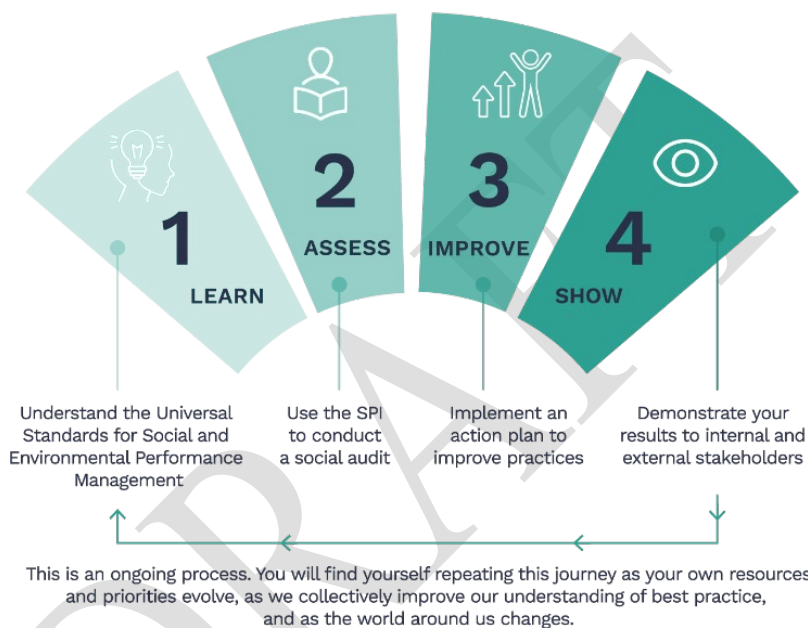 1
LEARN
2
ASSESS
3
IMPROVE
4
SHOW
Understand the Universal
Standards for Social and
Environmental Performance
Management
Use the SPI
to conduct
a social audit
Implement an
action plan to
improve practices
Demonstrate your
results to internal and
external stakeholders
This is an ongoing process. You will find yourself repeating this journey as your own resources
and priorities evolve, as we collectively improve our understanding of best practice,
and as the world around us changes.
DRAFT